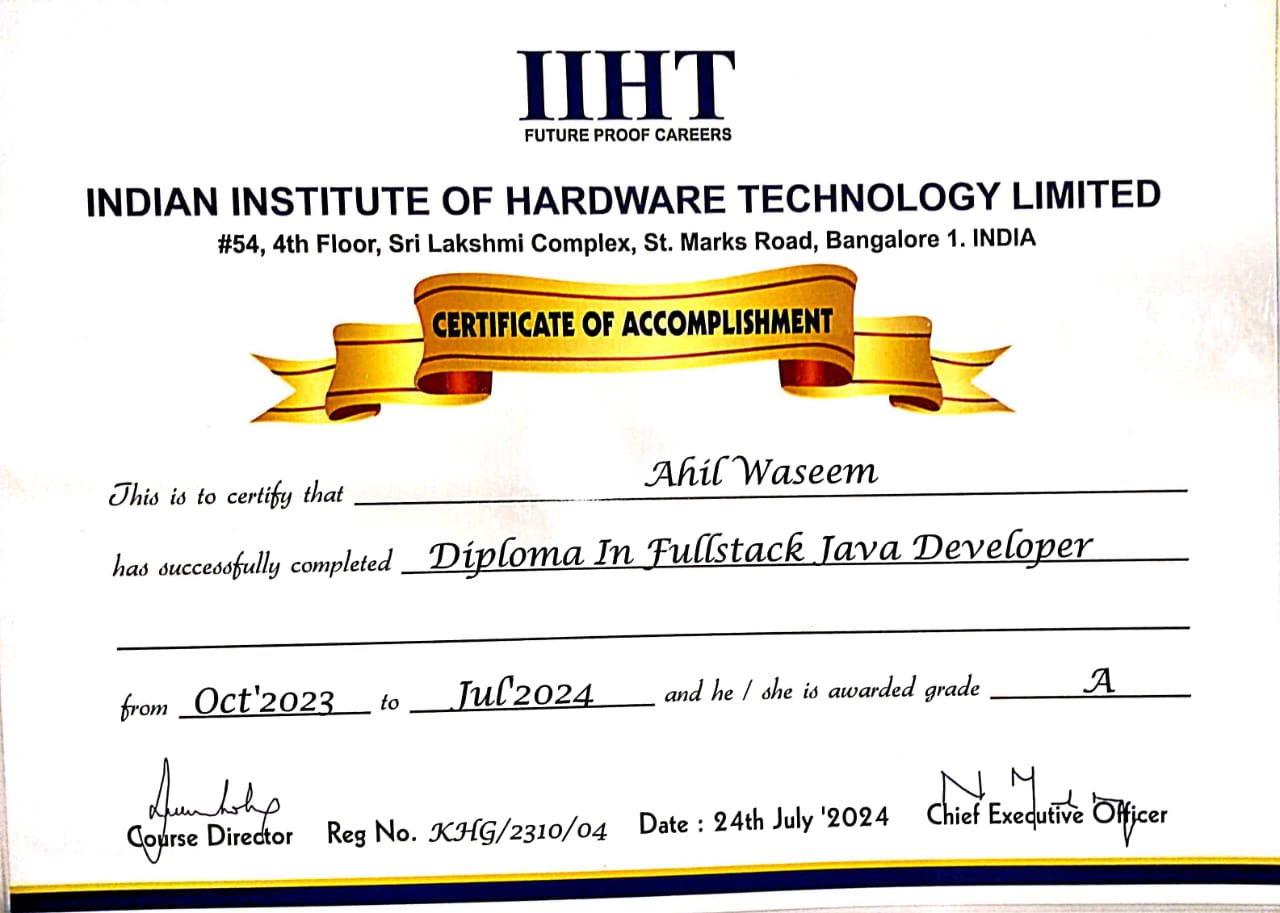 IIHT
FUTURE PROOF CAREERS
INDIAN INSTITUTE OF HARDWARE TECHNOLOGY LIMITED
#54, 4th Floor, Sri Lakshmi Complex, St. Marks Road, Bangalore 1. INDIA
CERTIFICATE OF ACCOMPLISHMENT
This is to certify that Ahil Waseem
has successfully completed Diploma In Fullstack Java Developer
from Oct'2023 to Jul'2024 and he / she is awarded grade A
Course Director Reg No. KHG/2310/04 Date : 24th July '2024 Chief Executive Officer